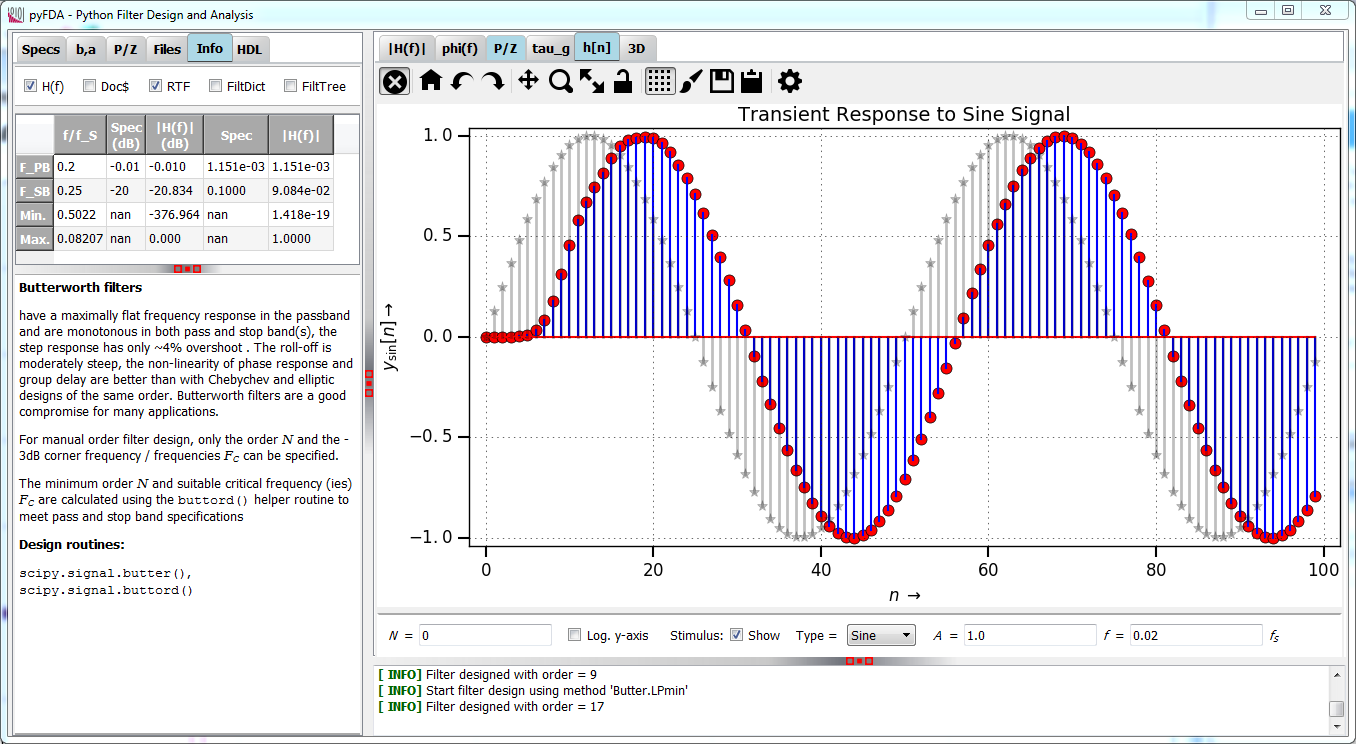 pyFDA - Python Filter Design and Analysis
Specs b,a P/Z Files Info HDL
H(f) Doc$ RTF FiltDict FiltTree
f/f_S Spec (dB) |H(f)| (dB) Spec |H(f)|
F_PB 0.2 -0.01 -0.010 1.151e-03 1.151e-03
F_SB 0.25 -20 -20.834 0.1000 9.084e-02
Min. 0.5022 nan -376.964 nan 1.418e-19
Max. 0.08207 nan 0.000 nan 1.0000
Butterworth filters
have a maximally flat frequency response in the passband
and are monotonous in both pass and stop band(s), the
step response has only ~4% overshoot . The roll-off is
moderately steep, the non-linearity of phase response and
group delay are better than with Chebychev and elliptic
designs of the same order. Butterworth filters are a good
compromise for many applications.
For manual order filter design, only the order N and the -
3dB corner frequency / frequencies F_C can be specified.
The minimum order N and suitable critical frequency (ies)
F_C are calculated using the buttord() helper routine to
meet pass and stop band specifications
Design routines:
scipy.signal.butter(),
scipy.signal.buttord()
|H(f)| phi(f) P/Z tau_g h[n] 3D
Transient Response to Sine Signal
1.0
0.5
0.0
−0.5
−1.0
y_sin[n] →
0 20 40 60 80 100
n →
N = 0 Log. y-axis Stimulus: Show Type = Sine A = 1.0 f = 0.02 f_S
[ INFO] Filter designed with order = 9
[ INFO] Start filter design using method 'Butter.LPmin'
[ INFO] Filter designed with order = 17